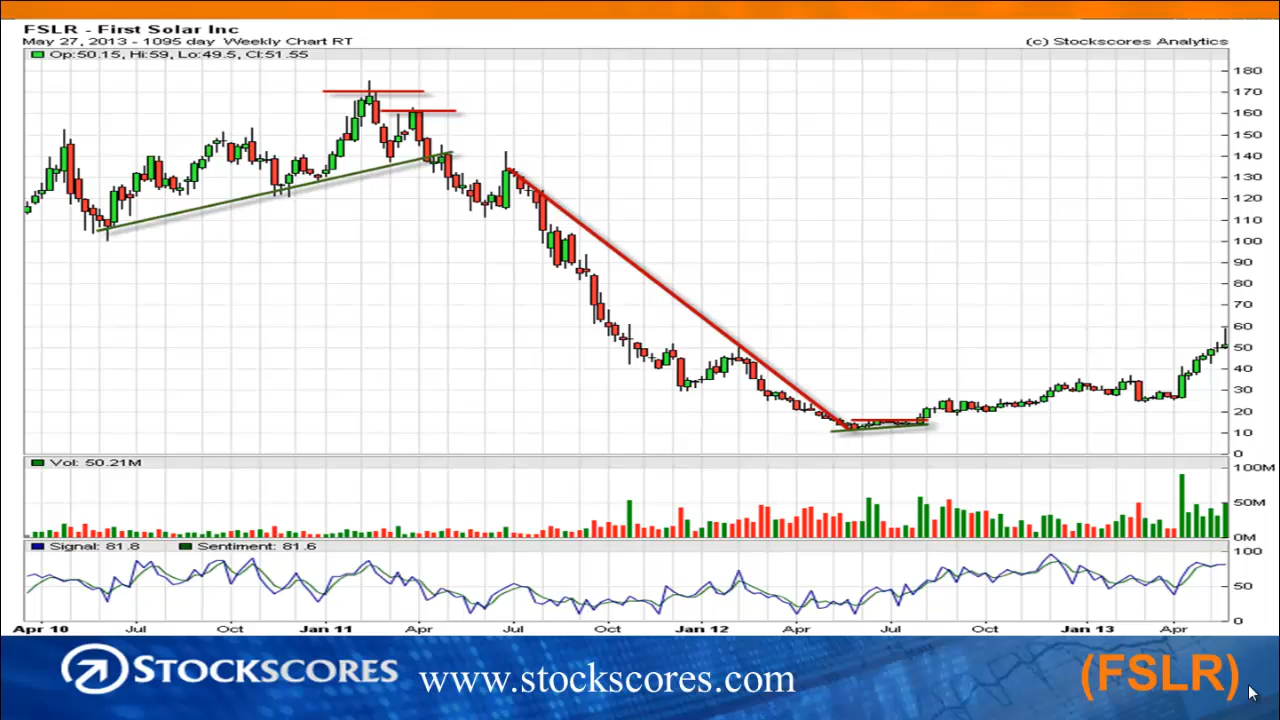 FSLR - First Solar Inc
May 27, 2013 - 1095 day Weekly Chart RT
(c) Stockscores Analytics
Op:50.15, Hi:59, Lo:49.5, Cl:51.55
180
170
160
150
140
130
120
110
100
90
80
70
60
50
40
30
20
10
0
Vol: 50.21M
100M
50M
0M
Signal: 81.8 Sentiment: 81.6
100
50
0
Apr 10 Jul Oct Jan 11 Apr Jul Oct Jan 12 Apr Jul Oct Jan 13 Apr
STOCKSCORES www.stockscores.com (FSLR)